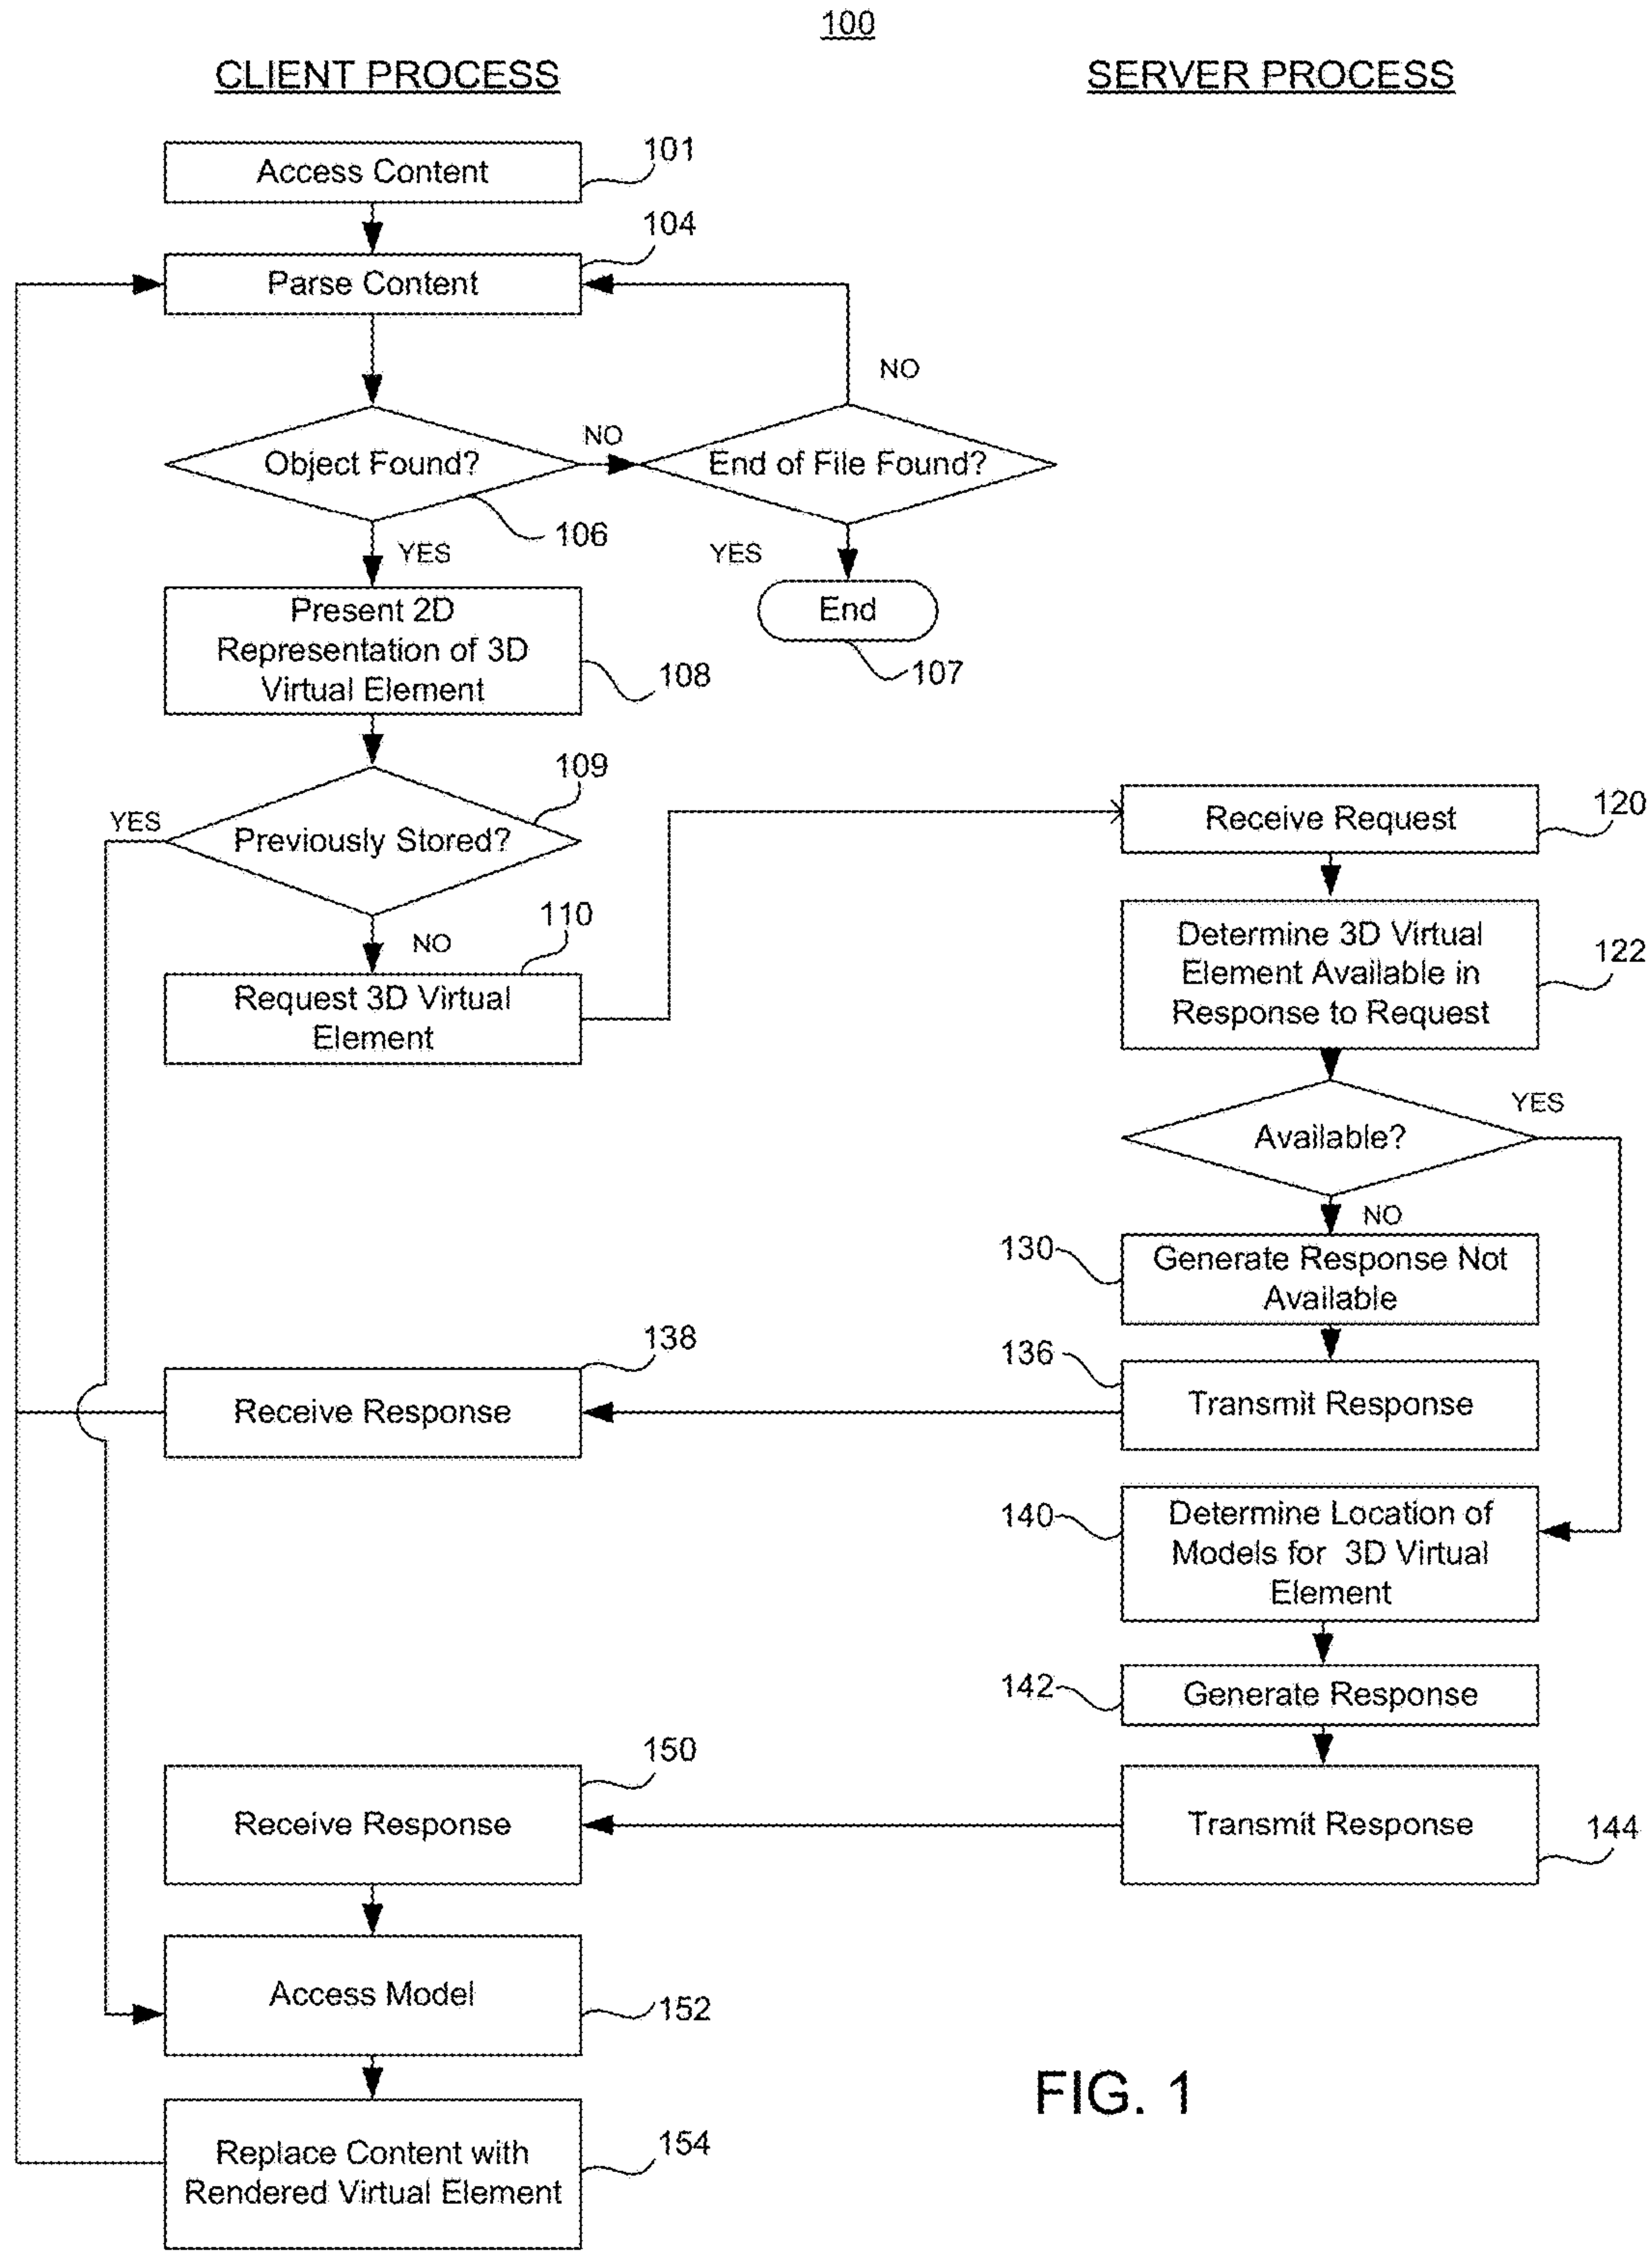 100
CLIENT PROCESS
SERVER PROCESS
Access Content
101
Parse Content
104
NO
Object Found?
NO
End of File Found?
106
YES
YES
End
107
Present 2D
Representation of 3D
Virtual Element
108
109
YES
Previously Stored?
NO
110
Request 3D Virtual
Element
Receive Request
120
Determine 3D Virtual
Element Available in
Response to Request
122
Available?
YES
NO
130
Generate Response Not
Available
136
Transmit Response
138
Receive Response
140
Determine Location of
Models for 3D Virtual
Element
142
Generate Response
Transmit Response
144
150
Receive Response
Access Model
152
Replace Content with
Rendered Virtual Element
154
FIG. 1